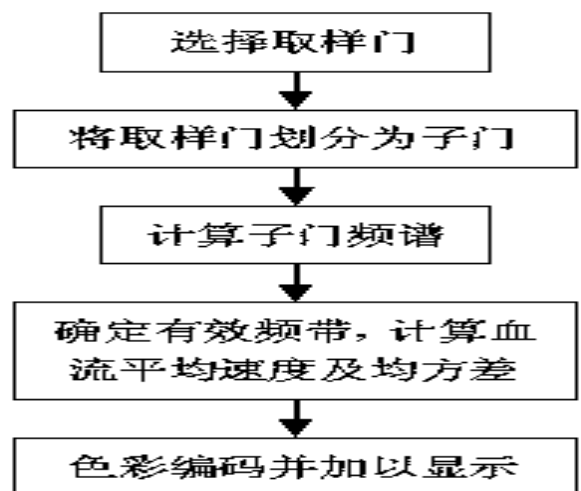 选择取样门
将取样门划分为子门
计算子门频谱
确定有效频带，计算血
流平均速度及均方差
色彩编码并加以显示